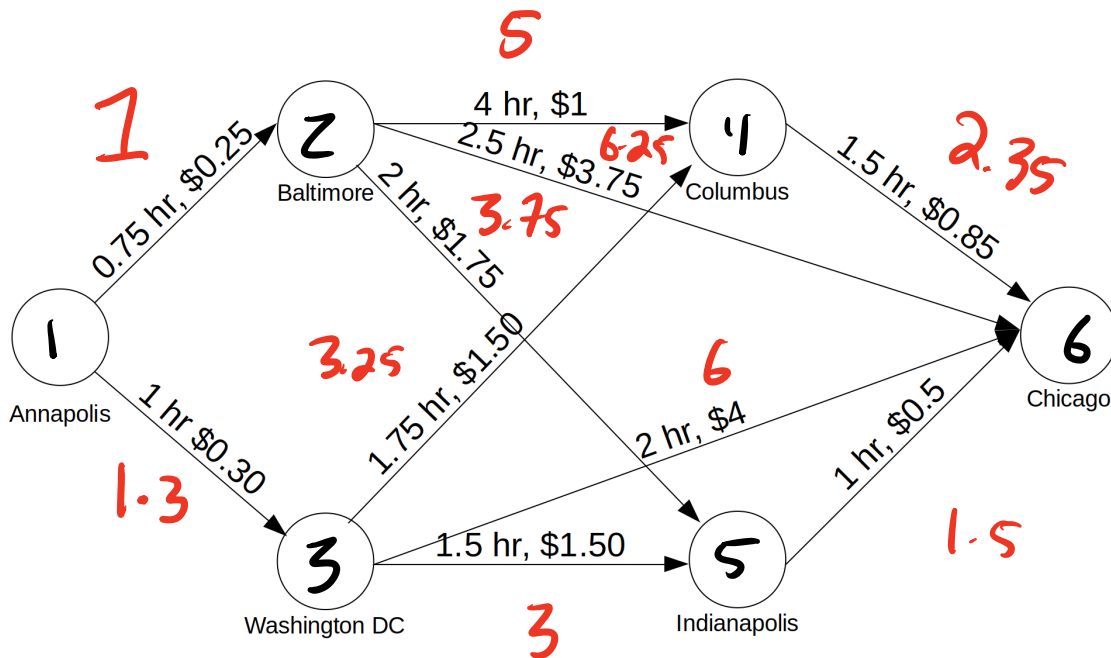 5
1
4 hr, $1
2
4
2.35
0.75 hr, $0.25
2.5 hr, $3.75
6.25
1.5 hr, $0.85
Baltimore
Columbus
2 hr, $1.75
3.75
1
3.25
1.75 hr, $1.50
6
6
Annapolis
Chicago
1 hr $0.30
2 hr, $4
1 hr, $0.5
1.3
3
1.5 hr, $1.50
5
1.5
Washington DC
3
Indianapolis